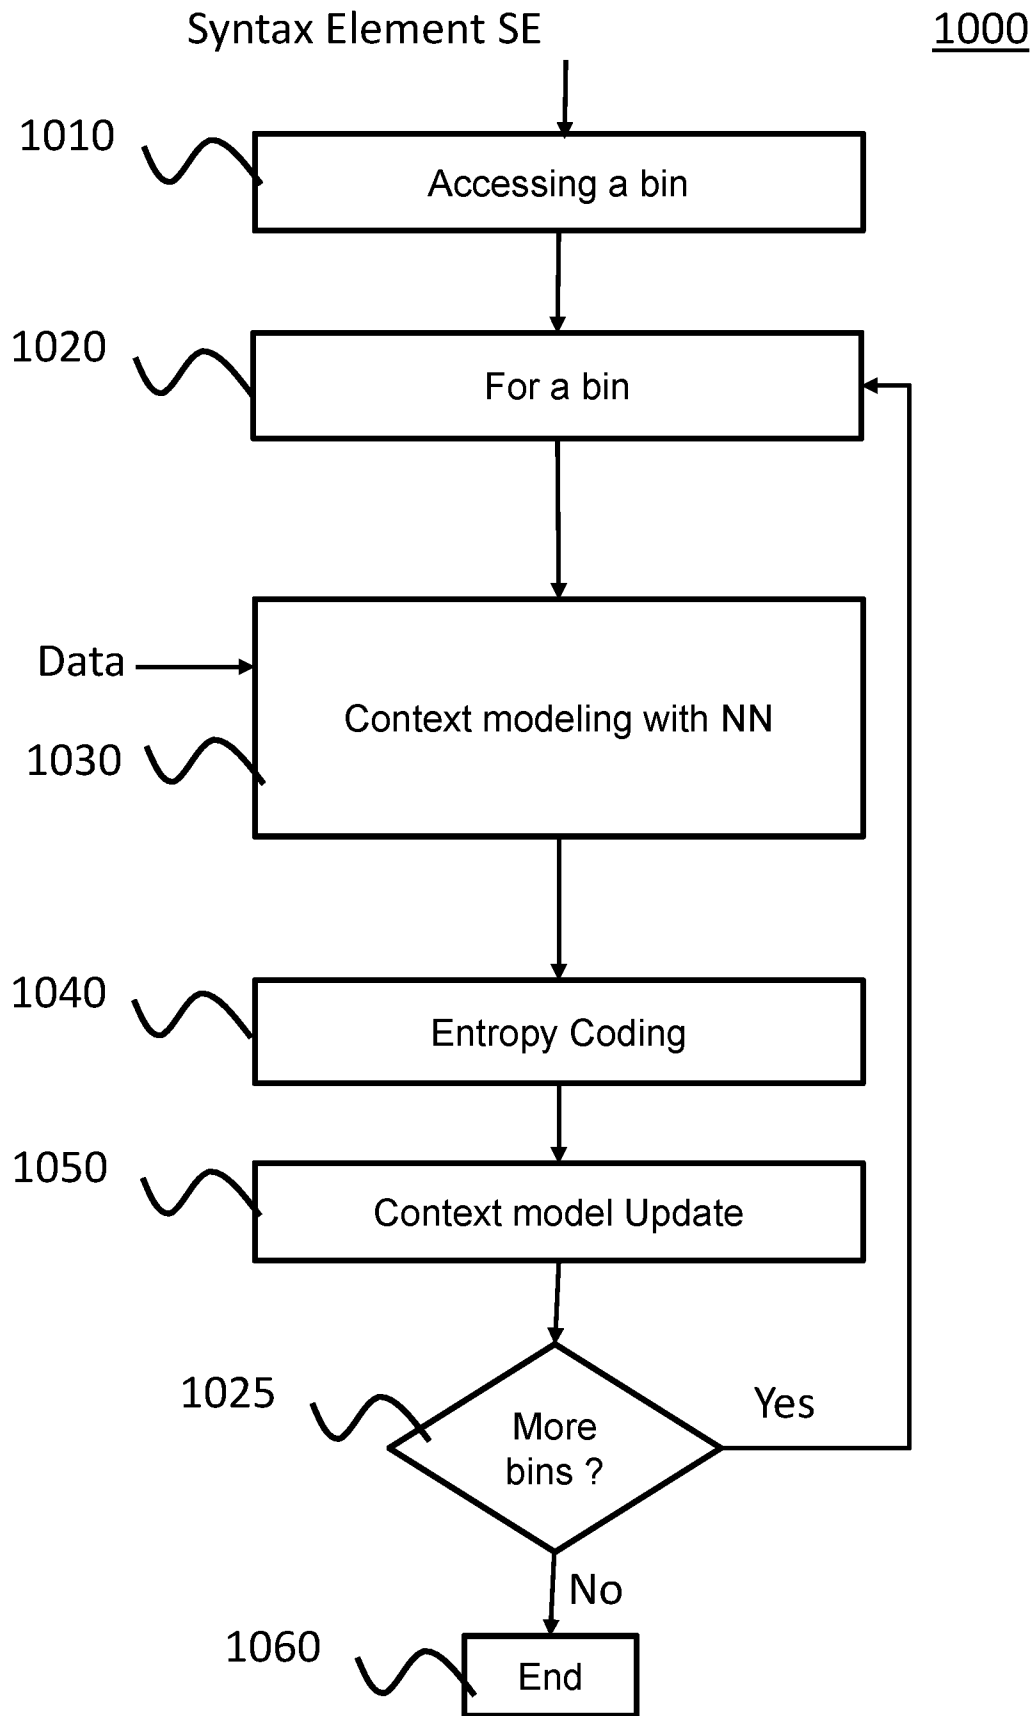 Syntax Element SE
1000
1010
Accessing a bin
1020
For a bin
Data
Context modeling with NN
1030
1040
Entropy Coding
1050
Context model Update
1025
More
bins ?
Yes
No
1060
End